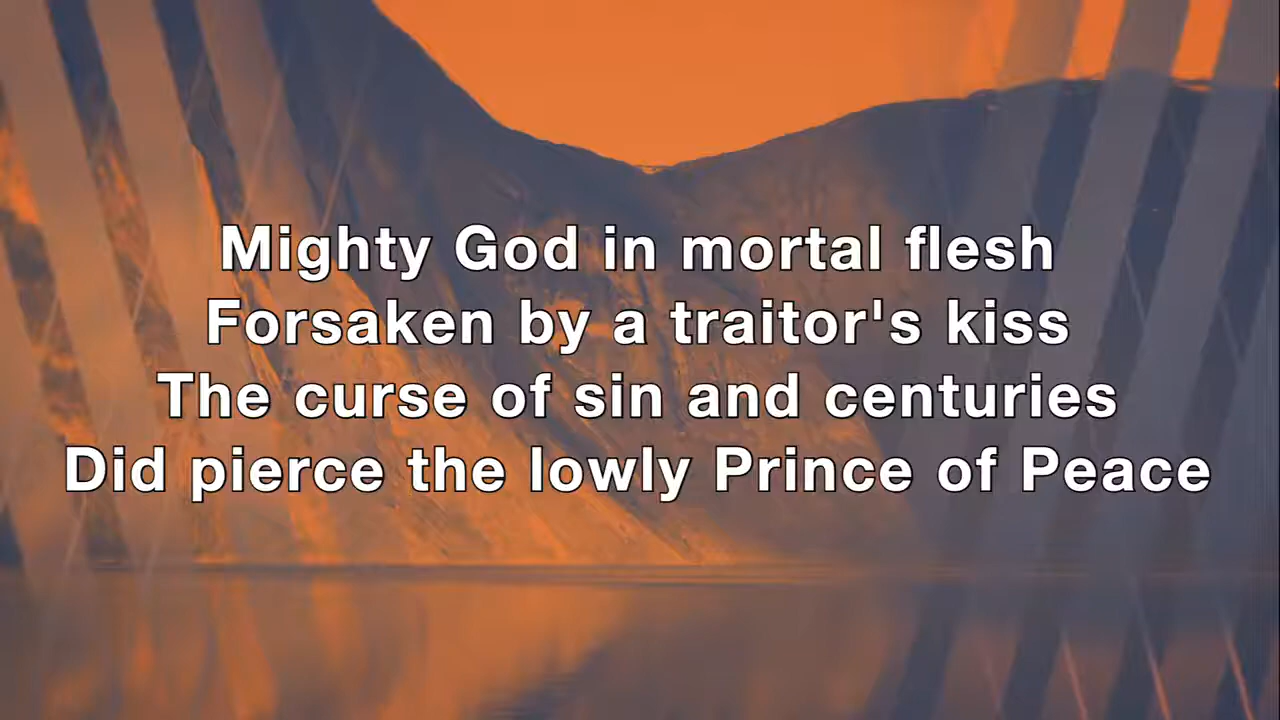 Mighty God in mortal flesh
Forsaken by a traitor's kiss
The curse of sin and centuries
Did pierce the lowly Prince of Peace